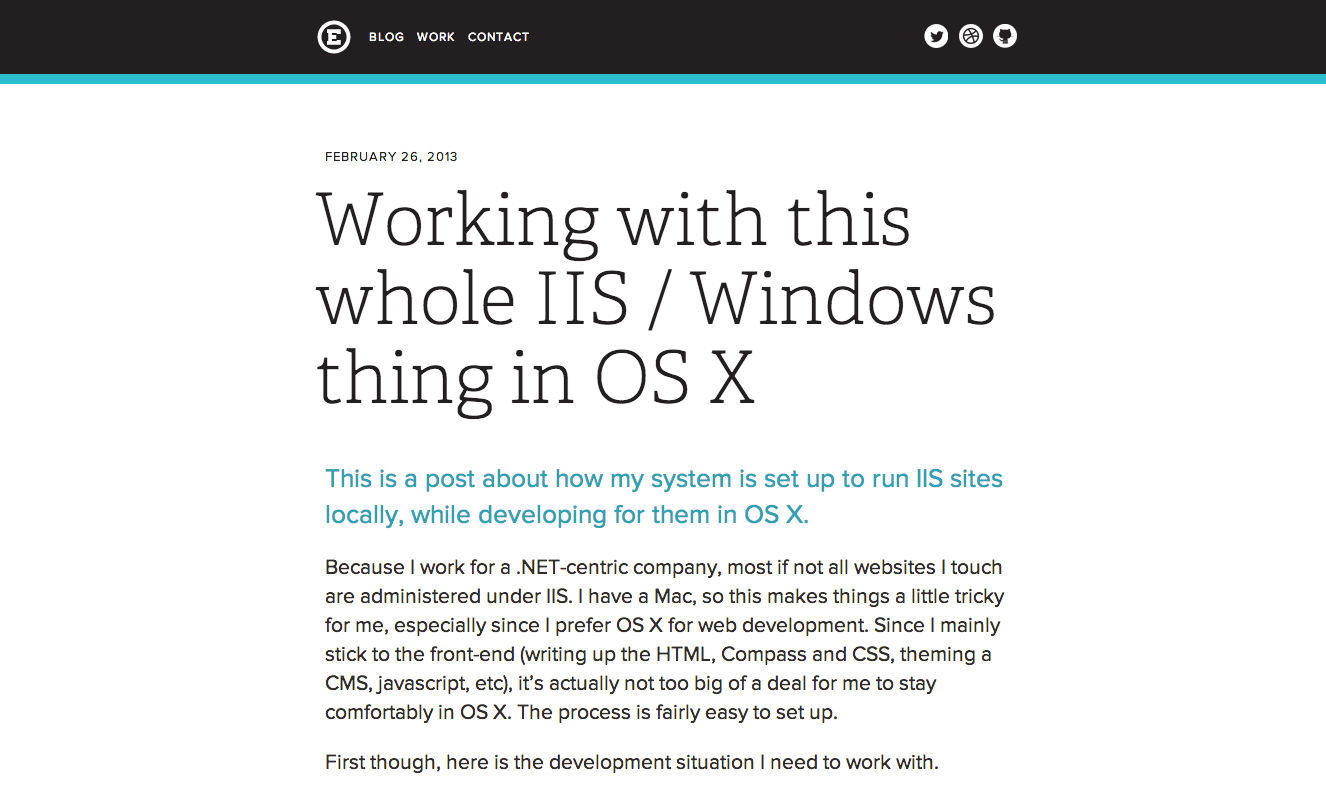 E BLOG WORK CONTACT
FEBRUARY 26, 2013
Working with this
whole IIS / Windows
thing in OS X
This is a post about how my system is set up to run IIS sites
locally, while developing for them in OS X.
Because I work for a .NET-centric company, most if not all websites I touch
are administered under IIS. I have a Mac, so this makes things a little tricky
for me, especially since I prefer OS X for web development. Since I mainly
stick to the front-end (writing up the HTML, Compass and CSS, theming a
CMS, javascript, etc), it’s actually not too big of a deal for me to stay
comfortably in OS X. The process is fairly easy to set up.
First though, here is the development situation I need to work with.